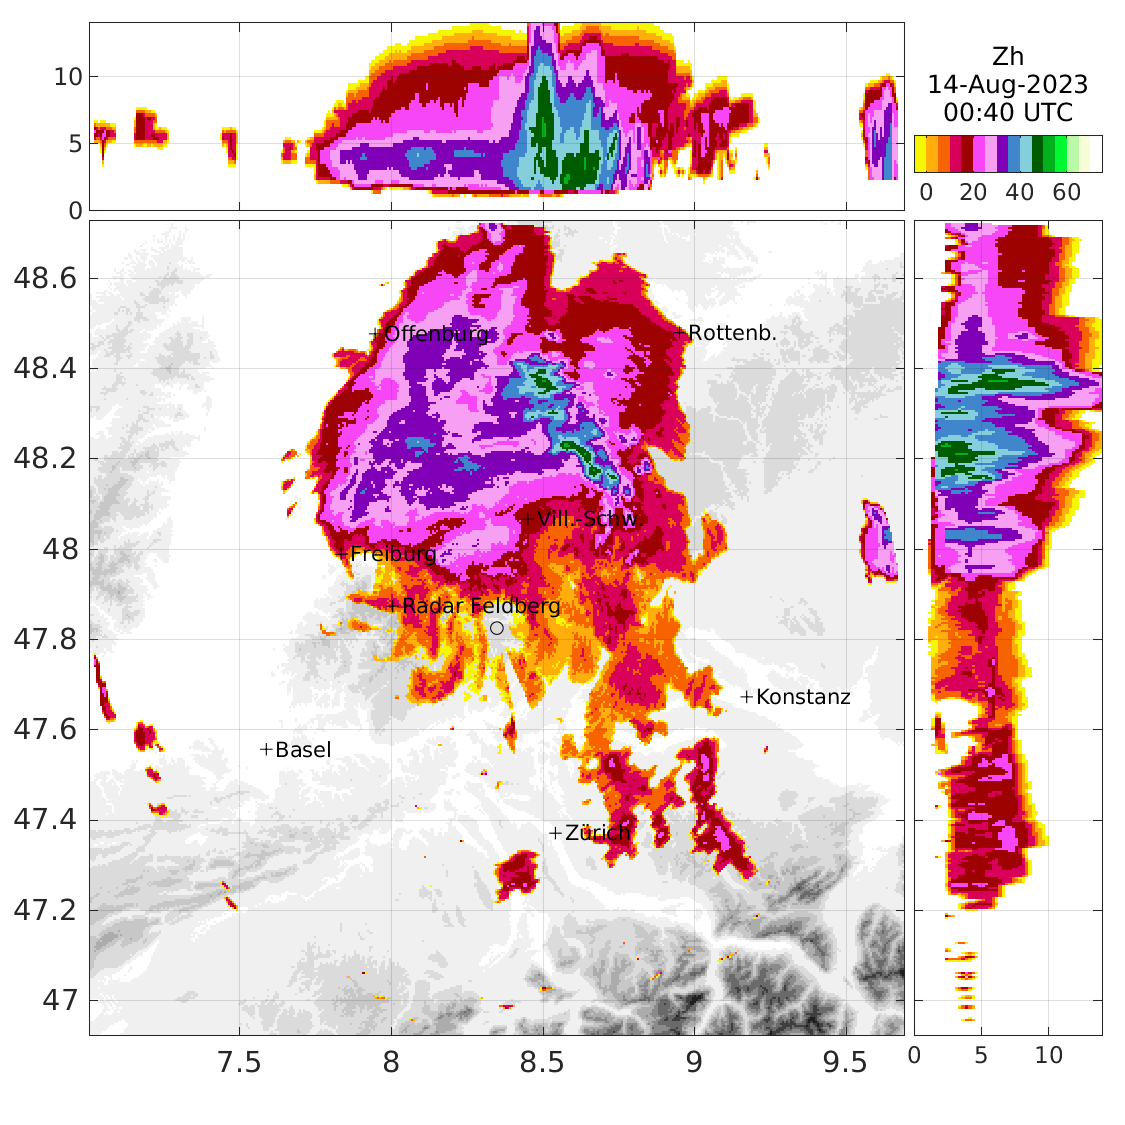 10
5
0
Zh
14-Aug-2023
00:40 UTC
0 20 40 60
48.6
48.4
48.2
48
47.8
47.6
47.4
47.2
47
+Offenburg
+Rottenb.
+Vill.-Schw.
+Freiburg
+Radar Feldberg
+Konstanz
+Basel
+Zürich
7.5 8 8.5 9 9.5
0 5 10